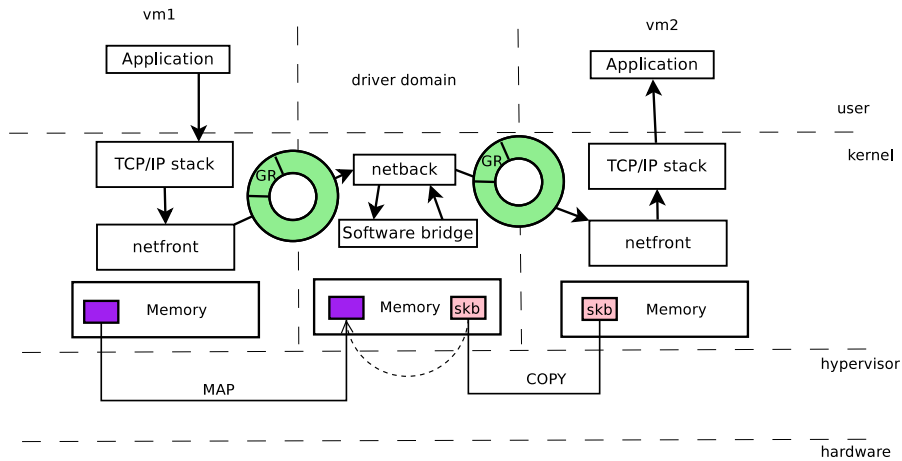 vm1
vm2
Application
Application
driver domain
user
kernel
TCP/IP stack
GR
netback
GR
TCP/IP stack
netfront
Software bridge
netfront
Memory
Memory
skb
skb
Memory
hypervisor
MAP
COPY
hardware